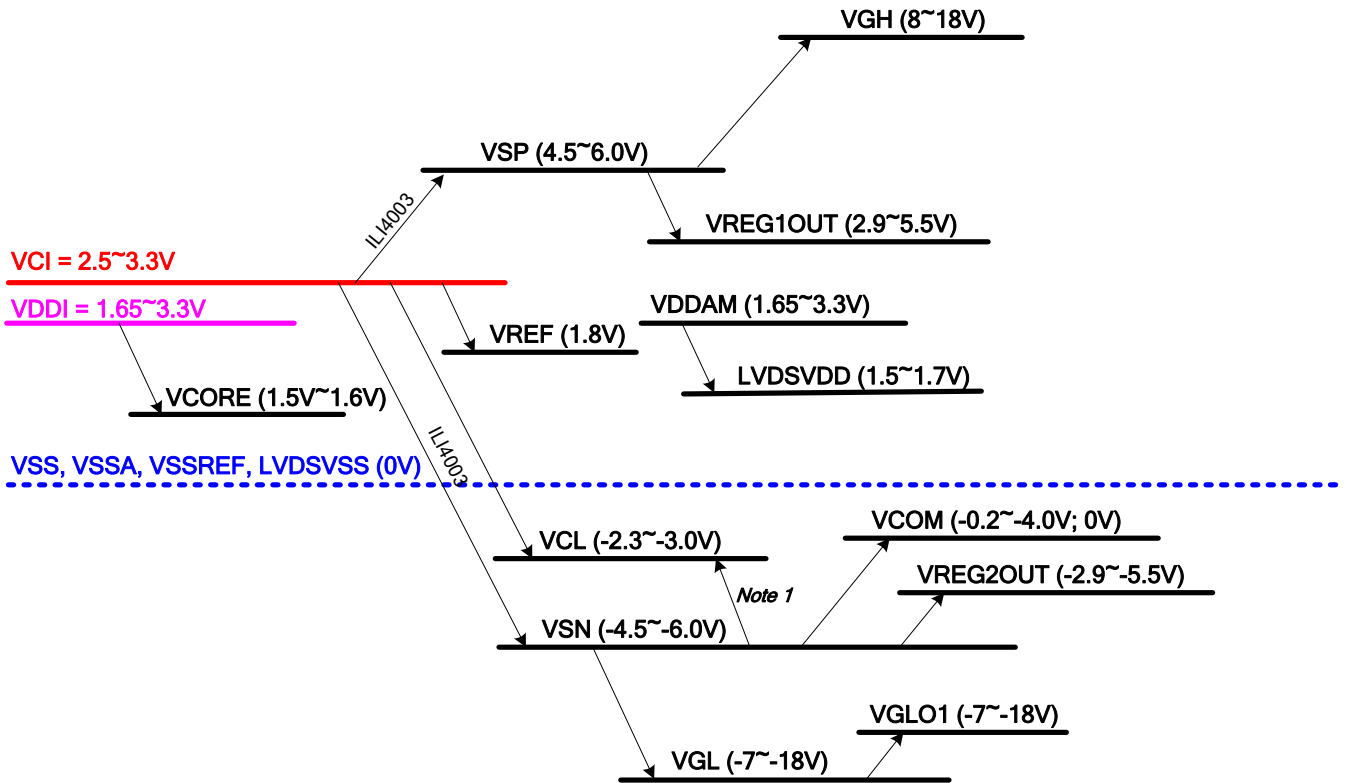 VGH (8~18V)
VSP (4.5~6.0V)
ILI4003
VREG1OUT (2.9~5.5V)
VCI = 2.5~3.3V
VDDI = 1.65~3.3V
VDDAM (1.65~3.3V)
VREF (1.8V)
LVDSVDD (1.5~1.7V)
VCORE (1.5V~1.6V)
ILI4003
VSS, VSSA, VSSREF, LVDSVSS (0V)
VCOM (-0.2~-4.0V; 0V)
VCL (-2.3~-3.0V)
VREG2OUT (-2.9~-5.5V)
Note 1
VSN (-4.5~-6.0V)
VGLO1 (-7~-18V)
VGL (-7~-18V)